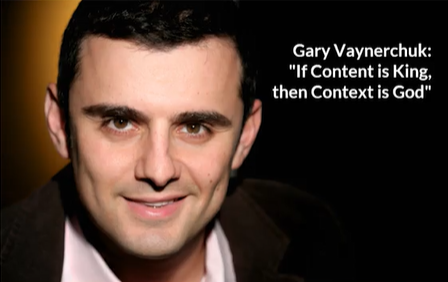 Gary Vaynerchuk:
"If Content is King,
then Context is God"